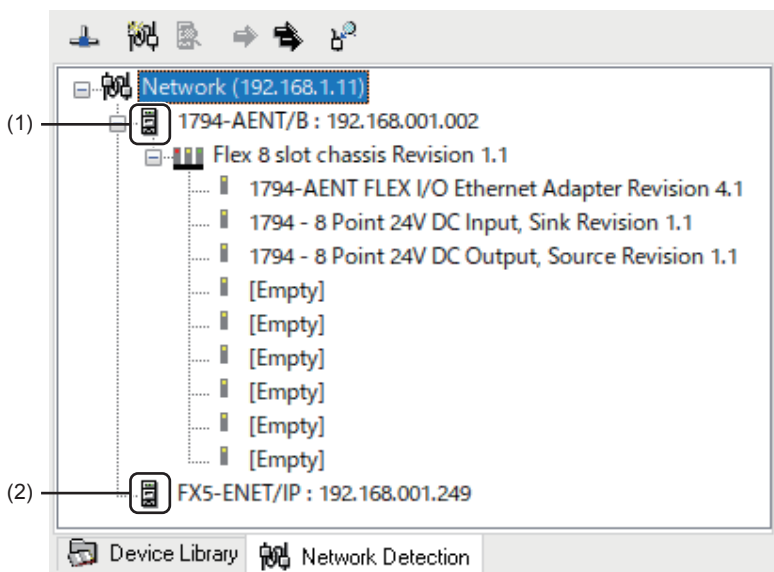 Network (192.168.1.11)
(1)
1794-AENT/B : 192.168.001.002
Flex 8 slot chassis Revision 1.1
1794-AENT FLEX I/O Ethernet Adapter Revision 4.1
1794 - 8 Point 24V DC Input, Sink Revision 1.1
1794 - 8 Point 24V DC Output, Source Revision 1.1
[Empty]
[Empty]
[Empty]
[Empty]
[Empty]
[Empty]
(2)
FX5-ENET/IP : 192.168.001.249
Device Library
Network Detection